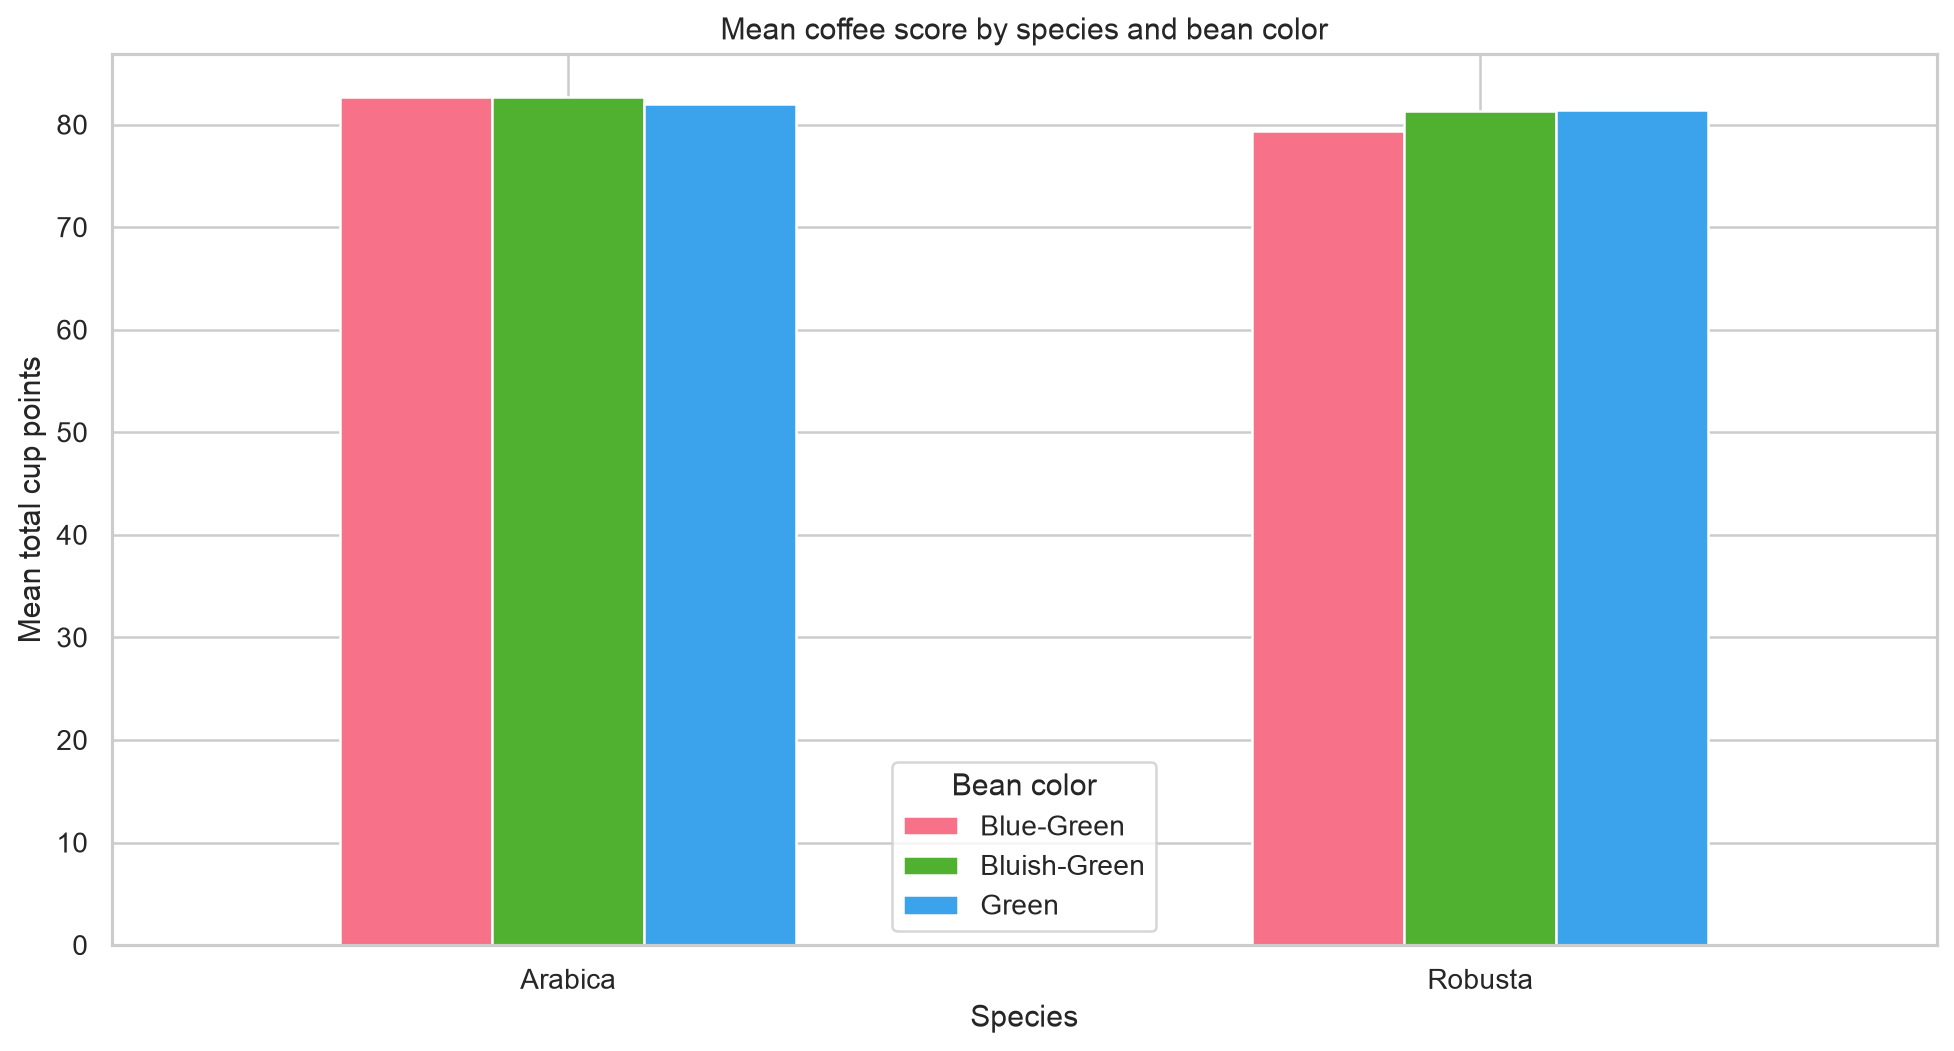 Mean coffee score by species and bean color
Mean total cup points
80
70
60
50
40
30
20
10
0
Bean color
Blue-Green
Bluish-Green
Green
Arabica
Robusta
Species